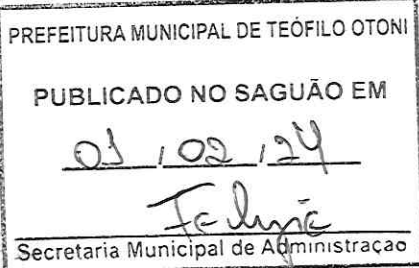 PREFEITURA MUNICIPAL DE TEÓFILO OTONI
PUBLICADO NO SAGUÃO EM
01/02/24
Secretaria Municipal de Administração